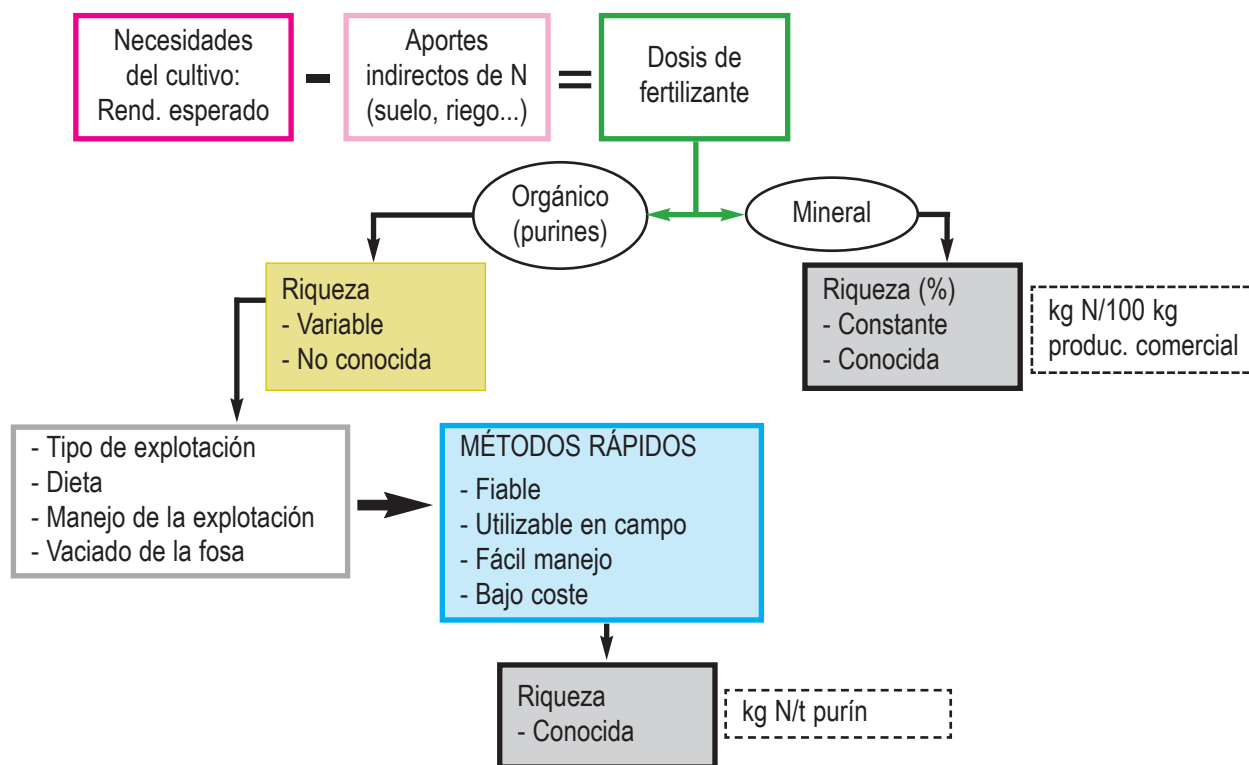 Necesidades
del cultivo:
Rend. esperado
-
Aportes
indirectos de N
(suelo, riego...)
=
Dosis de
fertilizante
Orgánico
(purines)
Mineral
Riqueza
- Variable
- No conocida
Riqueza (%)
- Constante
- Conocida
kg N/100 kg
produc. comercial
- Tipo de explotación
- Dieta
- Manejo de la explotación
- Vaciado de la fosa
MÉTODOS RÁPIDOS
- Fiable
- Utilizable en campo
- Fácil manejo
- Bajo coste
Riqueza
- Conocida
kg N/t purín